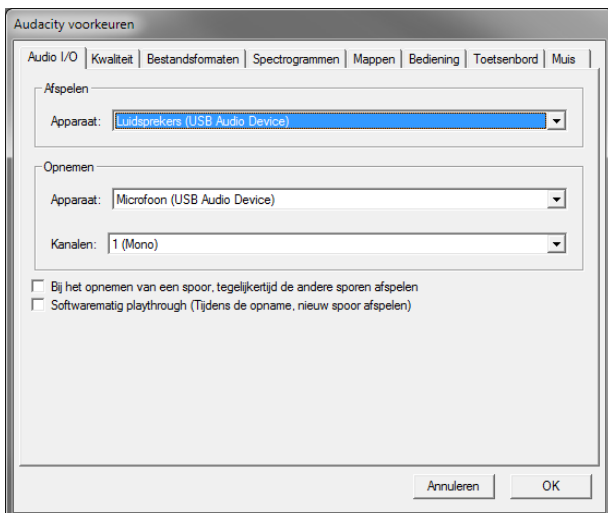 Audacity voorkeuren
Audio I/O Kwaliteit Bestandsformaten Spectrogrammen Mappen Bediening Toetsenbord Muis
Afspelen
Apparaat: Luidsprekers (USB Audio Device)
Opnemen
Apparaat: Microfoon (USB Audio Device)
Kanalen: 1 (Mono)
Bij het opnemen van een spoor, tegelijkertijd de andere sporen afspelen
Softwarematig playthrough (Tijdens de opname, nieuw spoor afspelen)
Annuleren OK